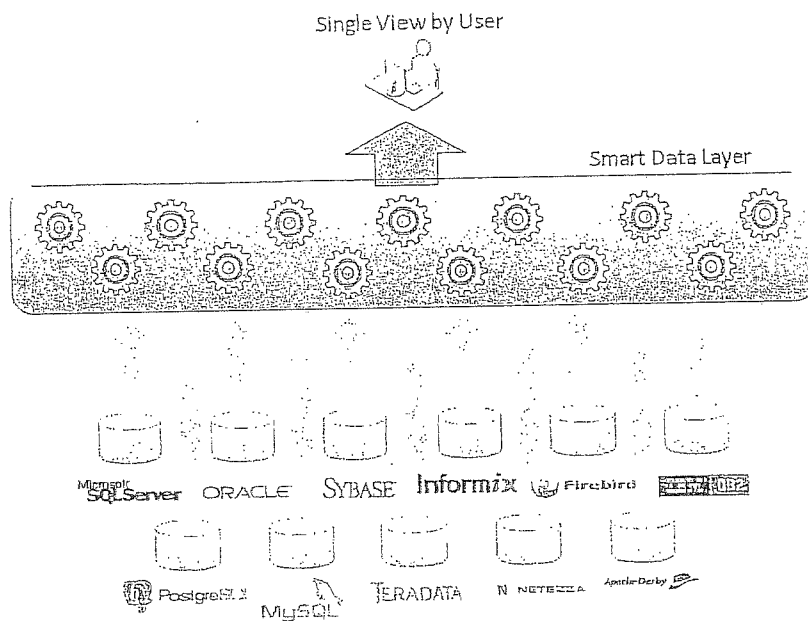 Single View by User
Smart Data Layer
Microsoft
SQLServer
ORACLE
SYBASE
Informix
Firebird
DB2
PostgreSQL
MySQL
TERADATA
N NETEZZA
Apache Derby